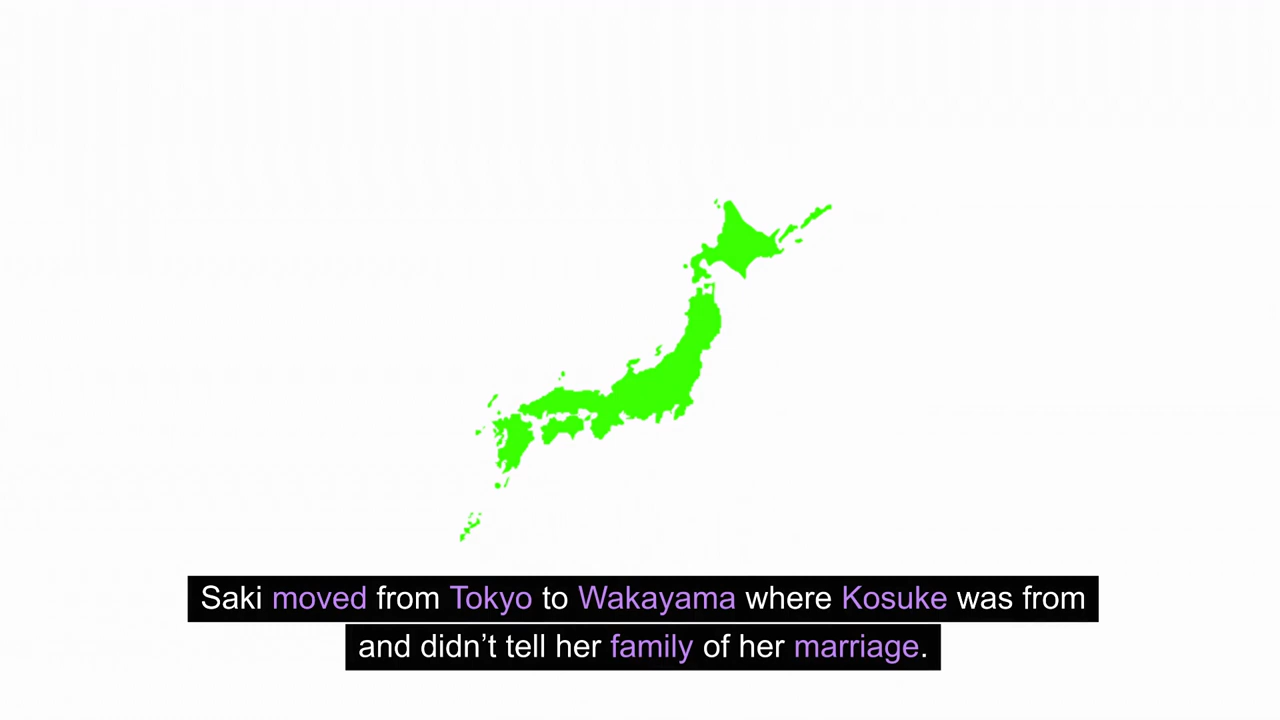 Saki moved from Tokyo to Wakayama where Kosuke was from
and didn’t tell her family of her marriage.